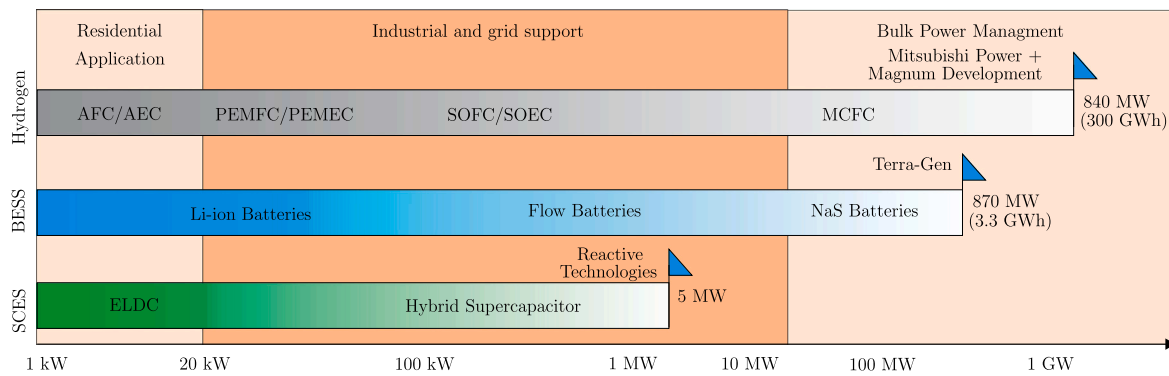 Residential
Application
Industrial and grid support
Bulk Power Managment
Mitsubishi Power +
Magnum Development
Hydrogen
AFC/AEC
PEMFC/PEMEC
SOFC/SOEC
MCFC
840 MW
(300 GWh)
Terra-Gen
BESS
Li-ion Batteries
Flow Batteries
NaS Batteries
870 MW
(3.3 GWh)
Reactive
Technologies
SCES
ELDC
Hybrid Supercapacitor
5 MW
1 kW
20 kW
100 kW
1 MW
10 MW
100 MW
1 GW